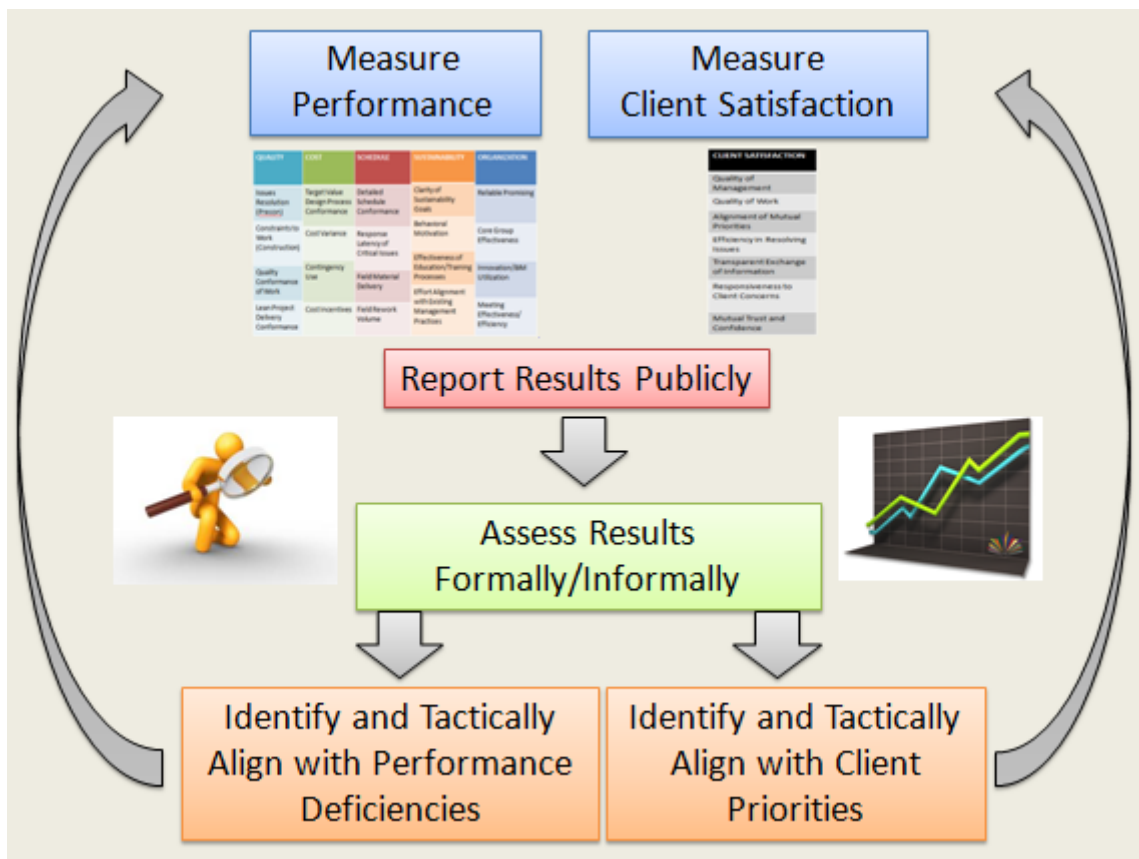 Measure
Performance
Measure
Client Satisfaction
QUALITY
COST
SCHEDULE
SUSTAINABILITY
ORGANIZATION
Issues
Resolution
(Precon)
Target Value
Design Process
Conformance
Detailed
Schedule
Conformance
Clarity of
Sustainability
Goals
Reliable Promising
Constraints to
Work
(Construction)
Cost Variance
Response
Latency of
Critical Issues
Behavioral
Motivation
Core Group
Effectiveness
Quality
Conformance
of Work
Contingency
Use
Field Material
Delivery
Effectiveness of
Education/Training
Processes
Innovation/BIM
Utilization
Lean Project
Delivery
Conformance
Cost Incentives
Field Rework
Volume
Effort Alignment
with Existing
Management
Practices
Meeting
Effectiveness/
Efficiency
CLIENT SATISFACTION
Quality of
Management
Quality of Work
Alignment of Mutual
Priorities
Efficiency in Resolving
Issues
Transparent Exchange
of Information
Responsiveness to
Client Concerns
Mutual Trust and
Confidence
Report Results Publicly
Assess Results
Formally/Informally
Identify and Tactically
Align with Performance
Deficiencies
Identify and Tactically
Align with Client
Priorities